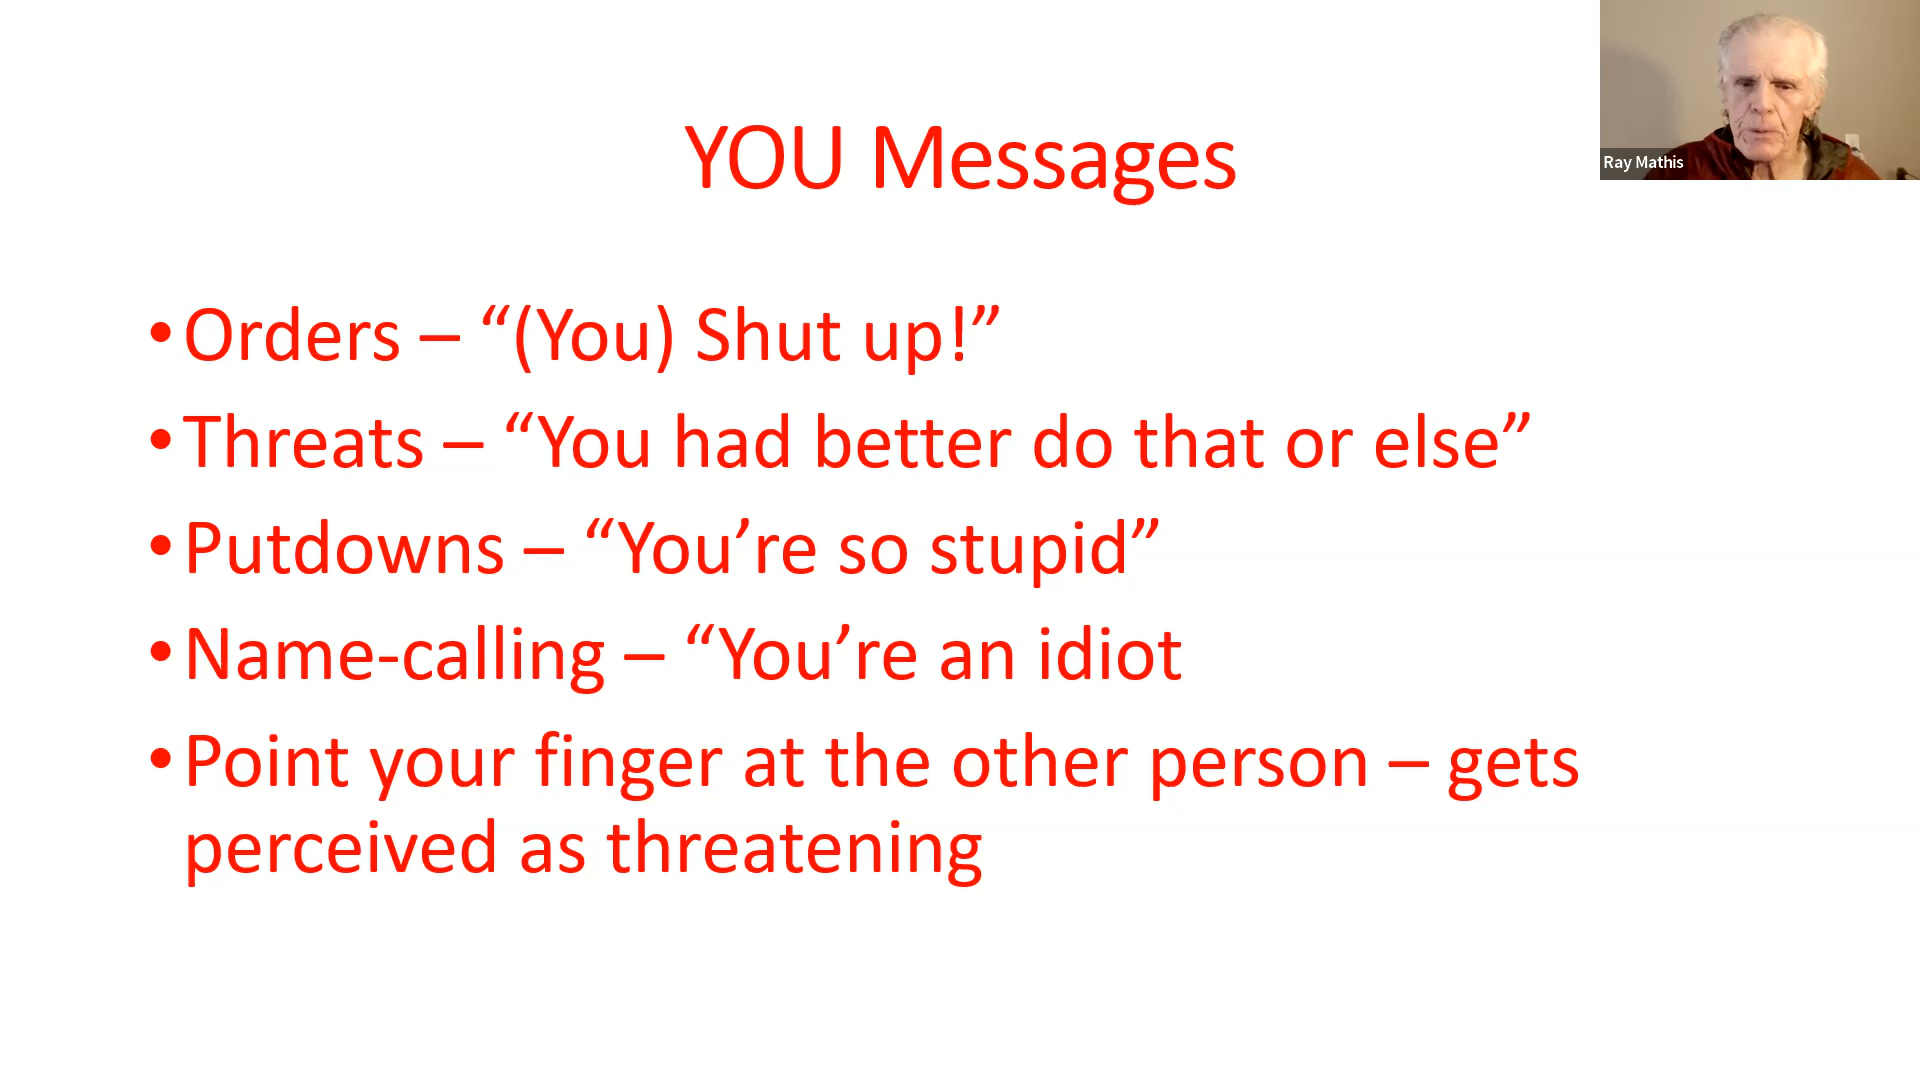 YOU Messages
Ray Mathis
• Orders – “(You) Shut up!”
• Threats – “You had better do that or else”
• Putdowns – “You’re so stupid”
• Name-calling – “You’re an idiot
• Point your finger at the other person – gets
perceived as threatening